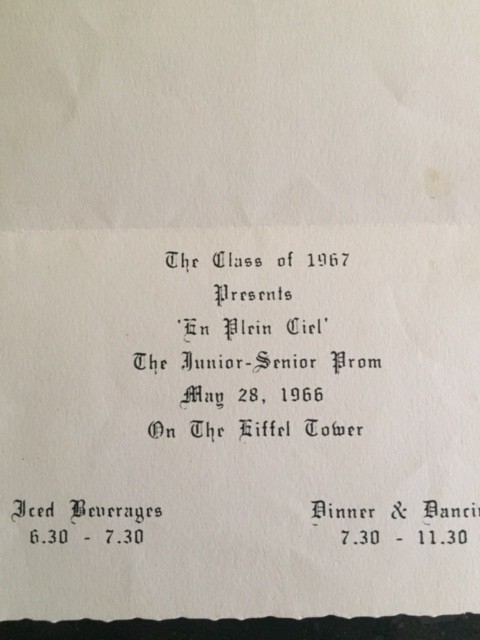 The Class of 1967
Presents
'En Plein Ciel'
The Junior-Senior Prom
May 28, 1966
On The Eiffel Tower
Iced Beverages
6.30 - 7.30
Dinner & Dancin
7.30 - 11.30